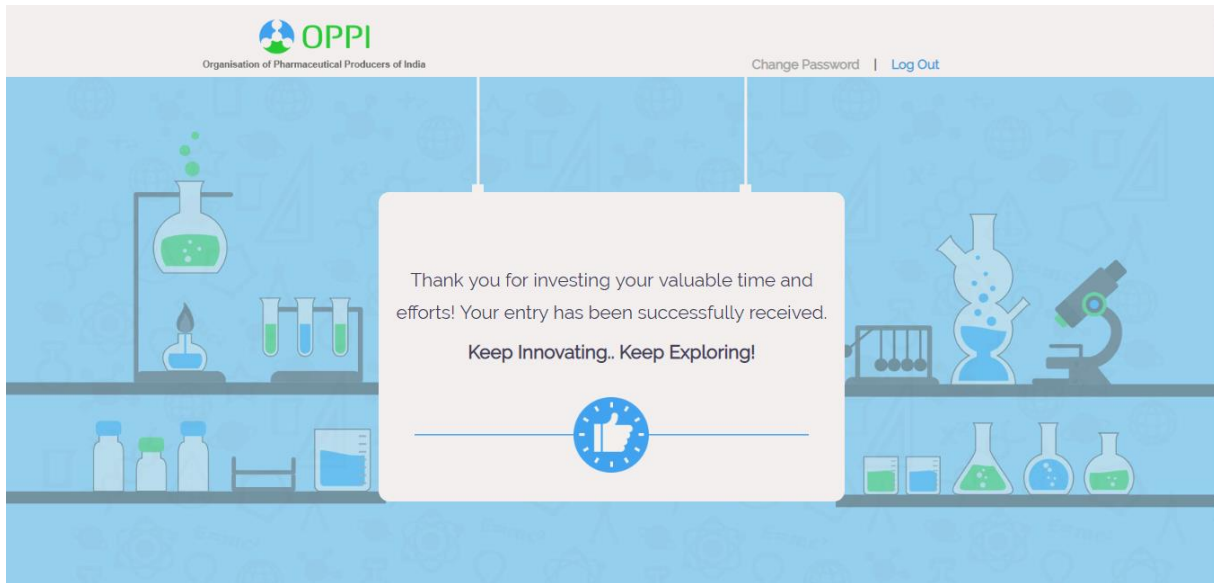 OPPI
Organisation of Pharmaceutical Producers of India
Change Password | Log Out
Thank you for investing your valuable time and
efforts! Your entry has been successfully received.
Keep Innovating.. Keep Exploring!